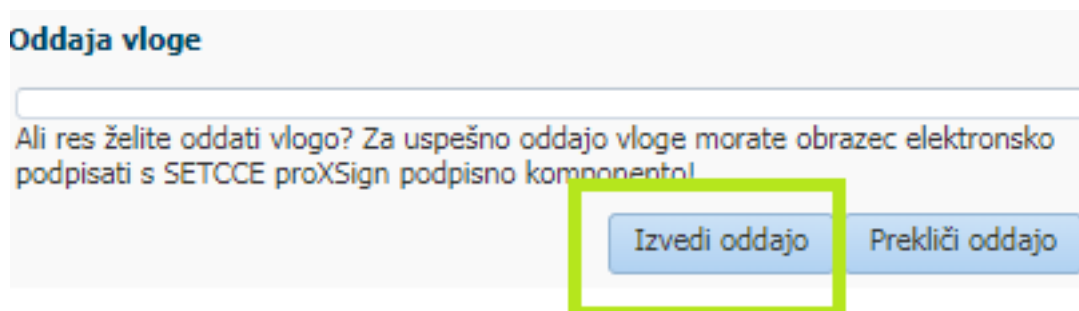 Oddaja vloge
Ali res želite oddati vlogo? Za uspešno oddajo vloge morate obrazec elektronsko
podpisati s SETCCE proXSign podpisno komponento!
Izvedi oddajo Prekliči oddajo